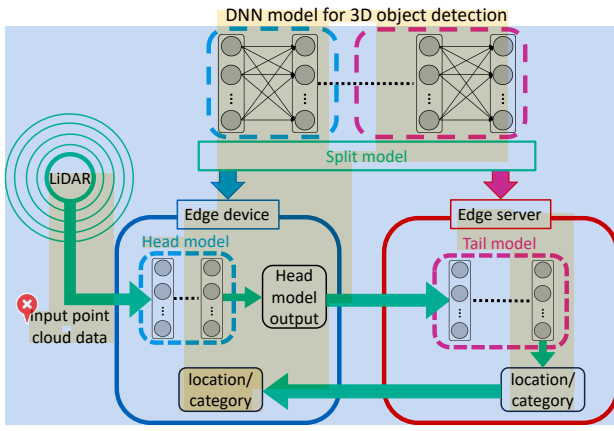 DNN model for 3D object detection
Split model
LiDAR
Edge device
Edge server
Head model
Tail model
Head
model
output
input point
cloud data
location/
category
location/
category